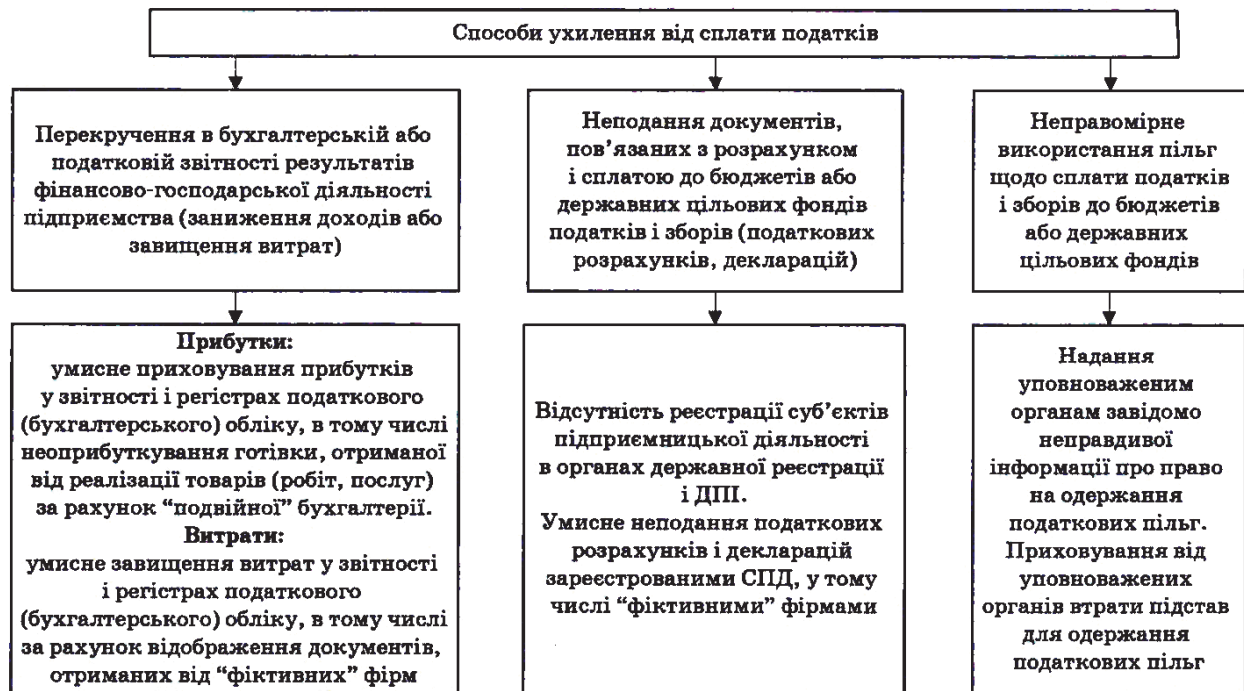 Способи ухилення від сплати податків
Перекручення в бухгалтерській або
податковій звітності результатів
фінансово-господарської діяльності
підприємства (заниження доходів або
завищення витрат)
Неподання документів,
пов’язаних з розрахунком
і сплатою до бюджетів або
державних цільових фондів
податків і зборів (податкових
розрахунків, декларацій)
Неправомірне
використання пільг
щодо сплати податків
і зборів до бюджетів
або державних
цільових фондів
Прибутки:
умисне приховування прибутків
у звітності і регістрах податкового
(бухгалтерського) обліку, в тому числі
неоприбуткування готівки, отриманої
від реалізації товарів (робіт, послуг)
за рахунок “подвійної” бухгалтерії.
Витрати:
умисне завищення витрат у звітності
і регістрах податкового
(бухгалтерського) обліку, в тому числі
за рахунок відображення документів,
отриманих від “фіктивних” фірм
Відсутність реєстрації суб’єктів
підприємницької діяльності
в органах державної реєстрації
і ДПІ.
Умисне неподання податкових
розрахунків і декларацій
зареєстрованими СПД, у тому
числі “фіктивними” фірмами
Надання
уповноваженим
органам завідомо
неправдивої
інформації про право
на одержання
податкових пільг.
Приховування від
уповноважених
органів втрати підстав
для одержання
податкових пільг